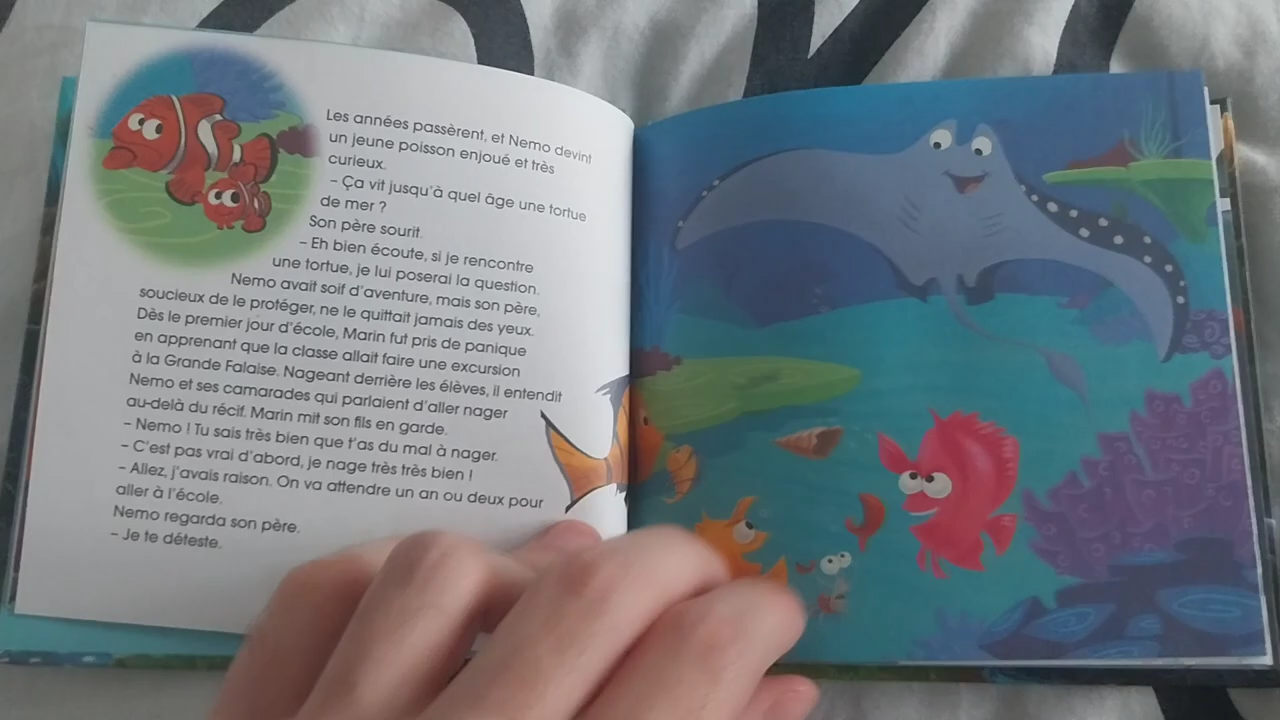 Les années passèrent, et Nemo devint
un jeune poisson enjoué et très
curieux.
– Ça vit jusqu'à quel âge une tortue
de mer ?
Son père sourit.
– Eh bien écoute, si je rencontre
une tortue, je lui poserai la question.
Nemo avait soif d'aventure, mais son père,
soucieux de le protéger, ne le quittait jamais des yeux.
Dès le premier jour d'école, Marin fut pris de panique
en apprenant que la classe allait faire une excursion
à la Grande Falaise. Nageant derrière les élèves, il entendit
Nemo et ses camarades qui parlaient d'aller nager
au-delà du récif. Marin mit son fils en garde.
– Nemo ! Tu sais très bien que t'as du mal à nager.
– C'est pas vrai d'abord, je nage très très bien !
– Allez, j'avais raison. On va attendre un an ou deux pour
aller à l'école.
Nemo regarda son père.
– Je te déteste.